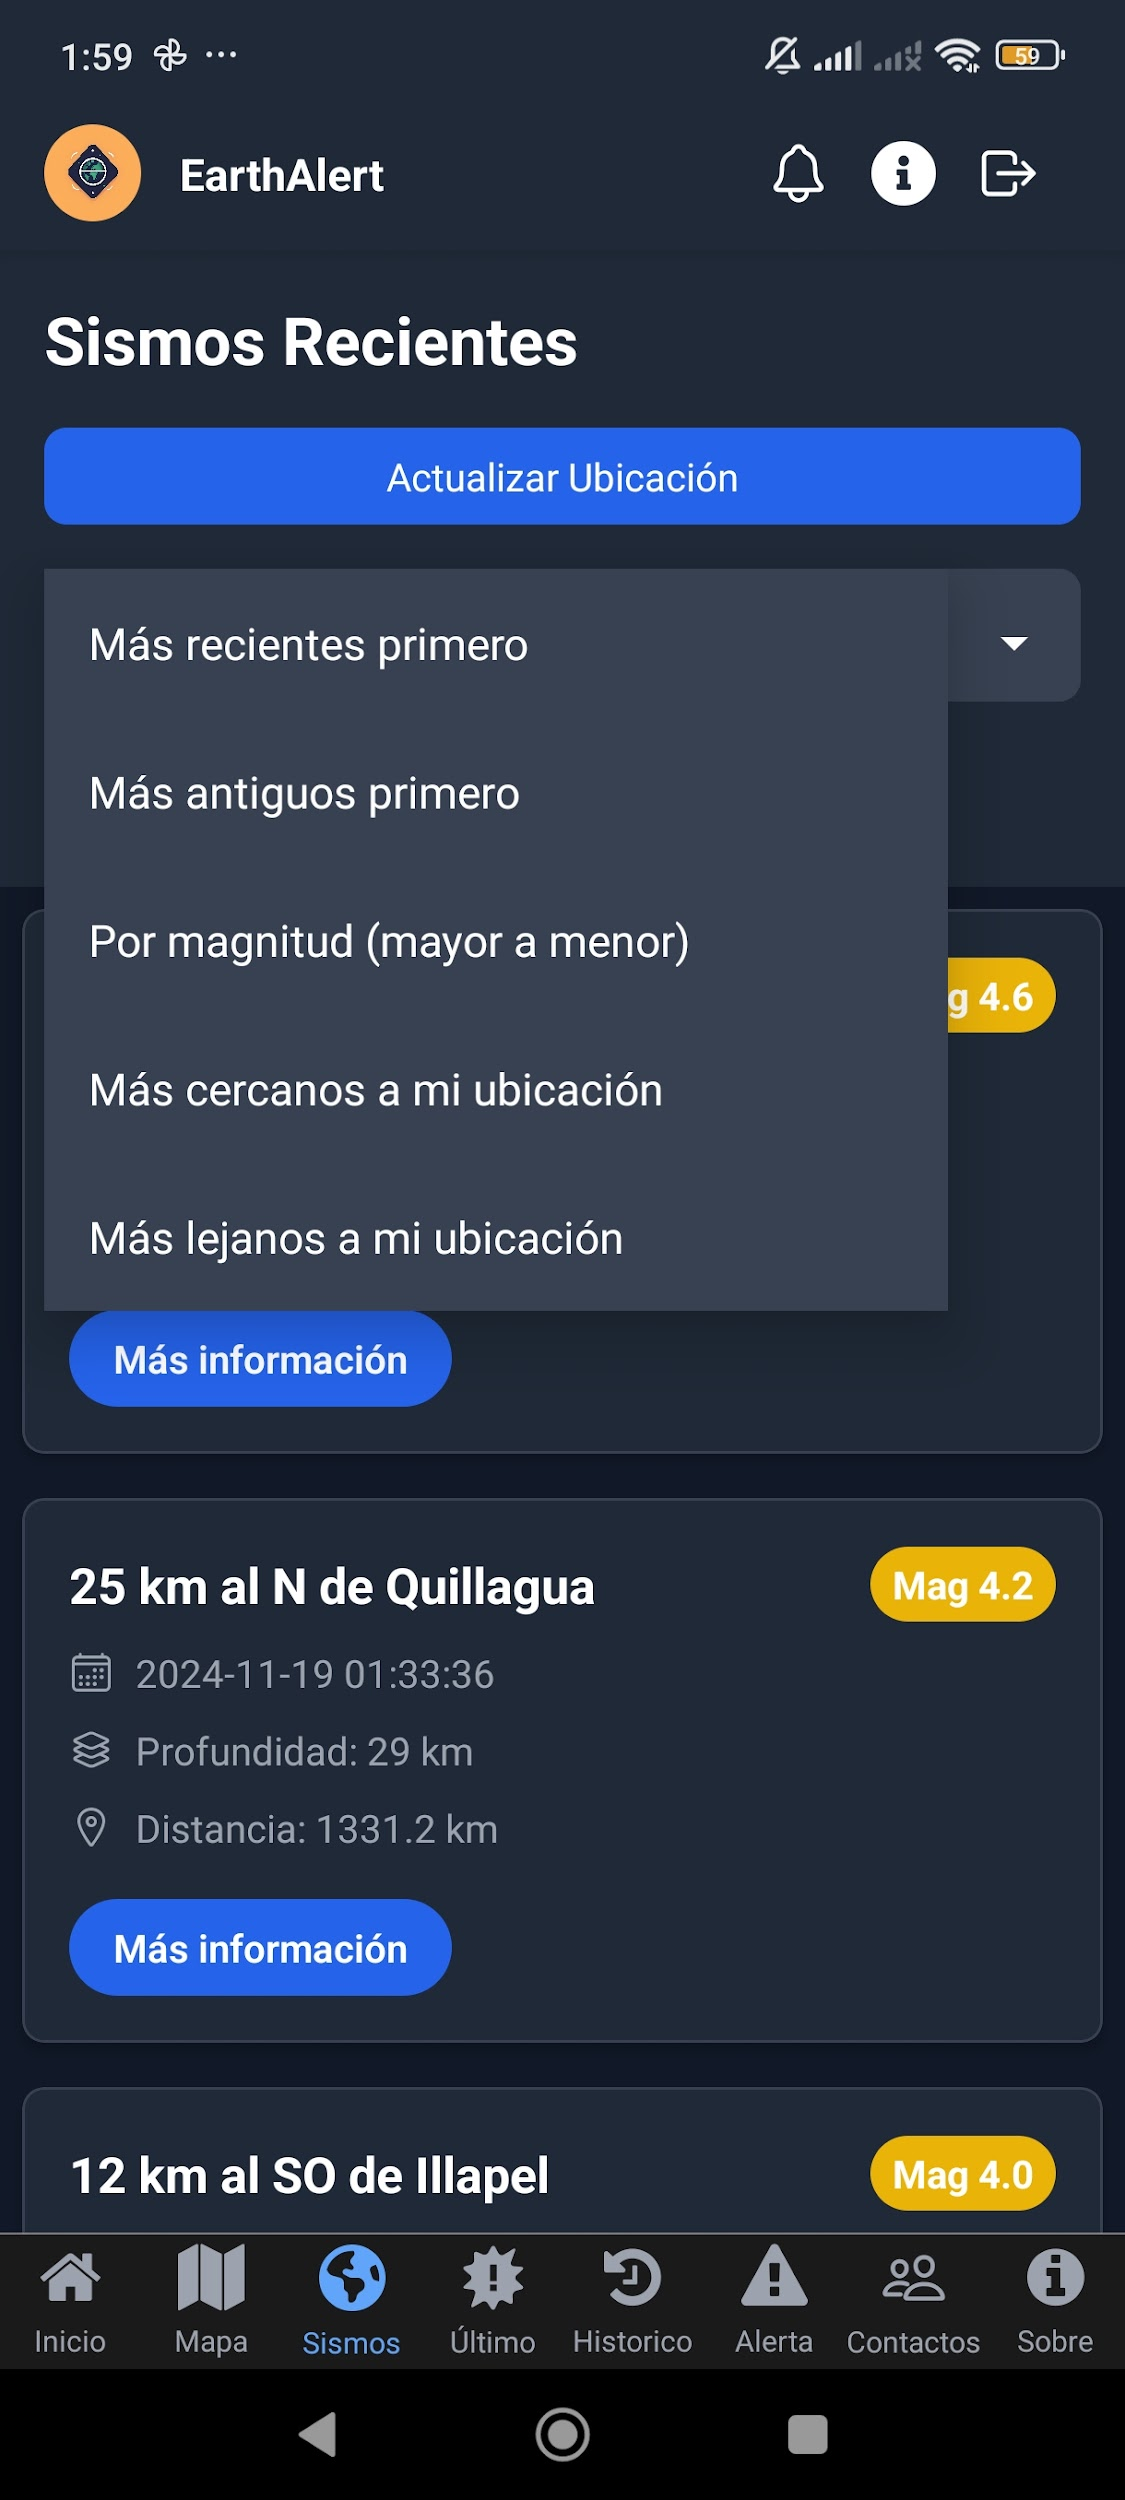 1:59
59
EarthAlert
Sismos Recientes
Actualizar Ubicación
Más recientes primero
Más antiguos primero
Por magnitud (mayor a menor)
g 4.6
Más cercanos a mi ubicación
Más lejanos a mi ubicación
Más información
25 km al N de Quillagua
Mag 4.2
2024-11-19 01:33:36
Profundidad: 29 km
Distancia: 1331.2 km
Más información
12 km al SO de Illapel
Mag 4.0
Inicio
Mapa
Sismos
Último
Historico
Alerta
Contactos
Sobre